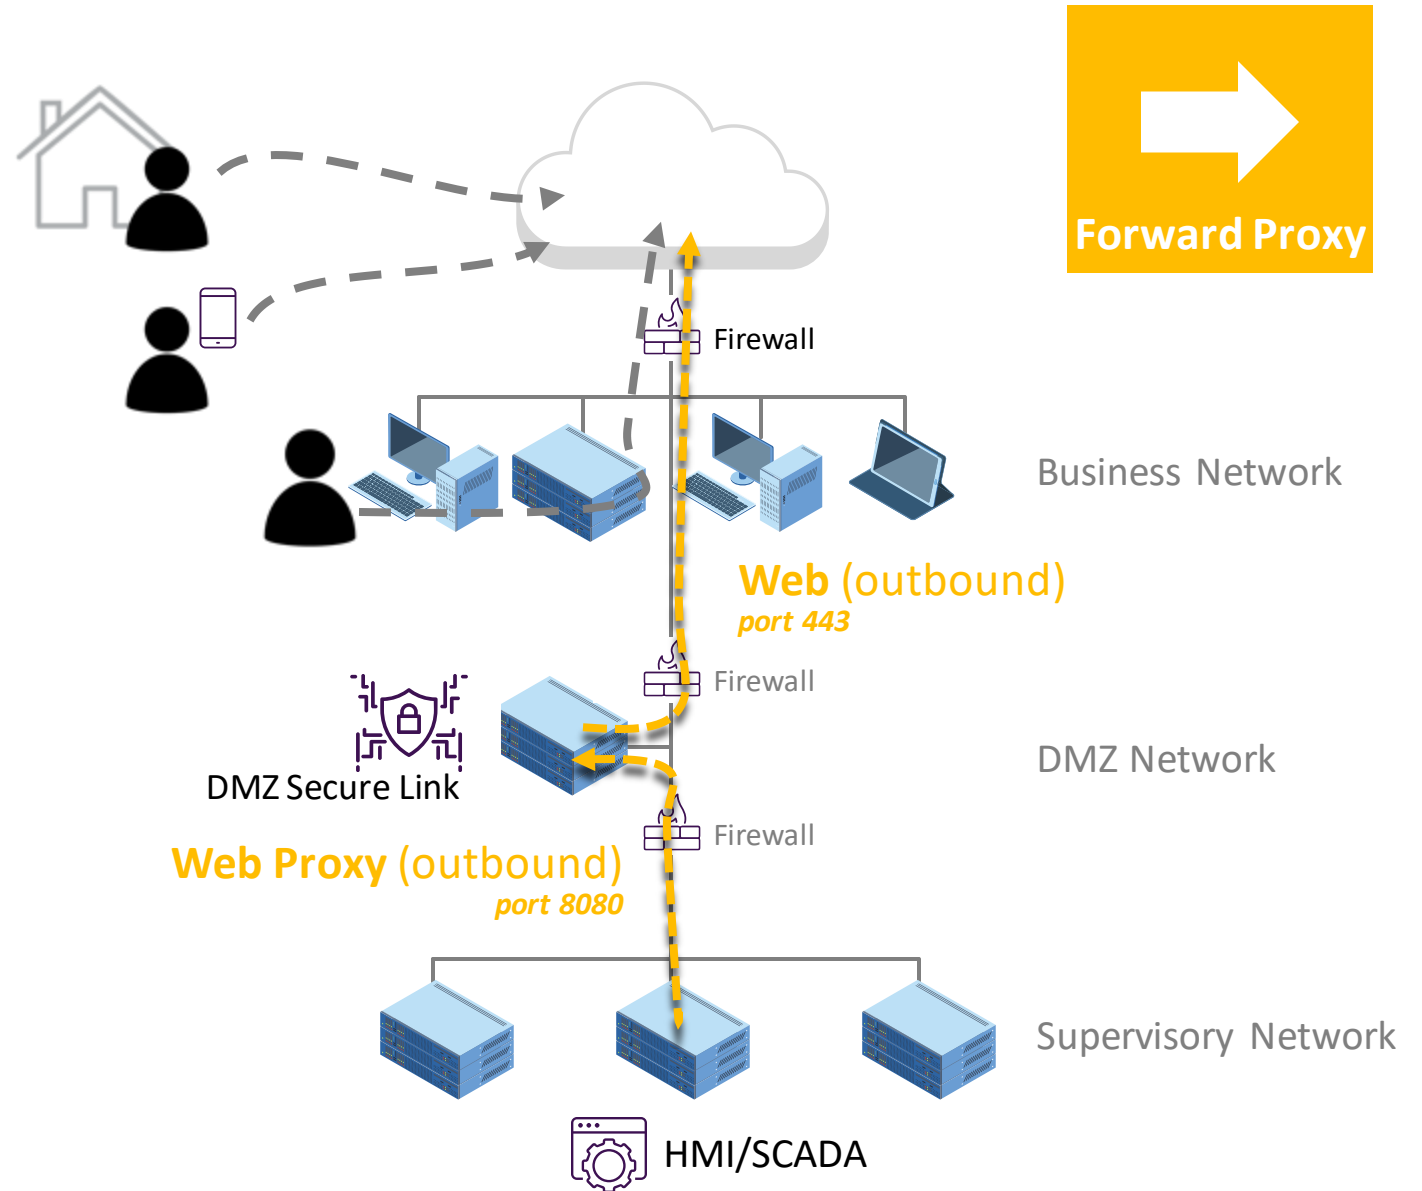 Forward Proxy
Firewall
Business Network
Web (outbound)
port 443
Firewall
DMZ Network
DMZ Secure Link
Firewall
Web Proxy (outbound)
port 8080
Supervisory Network
HMI/SCADA